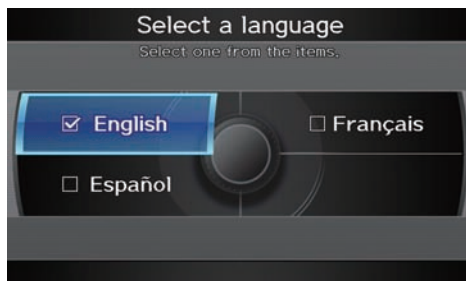 Select a language
Select one from the items.
English
Français
Español